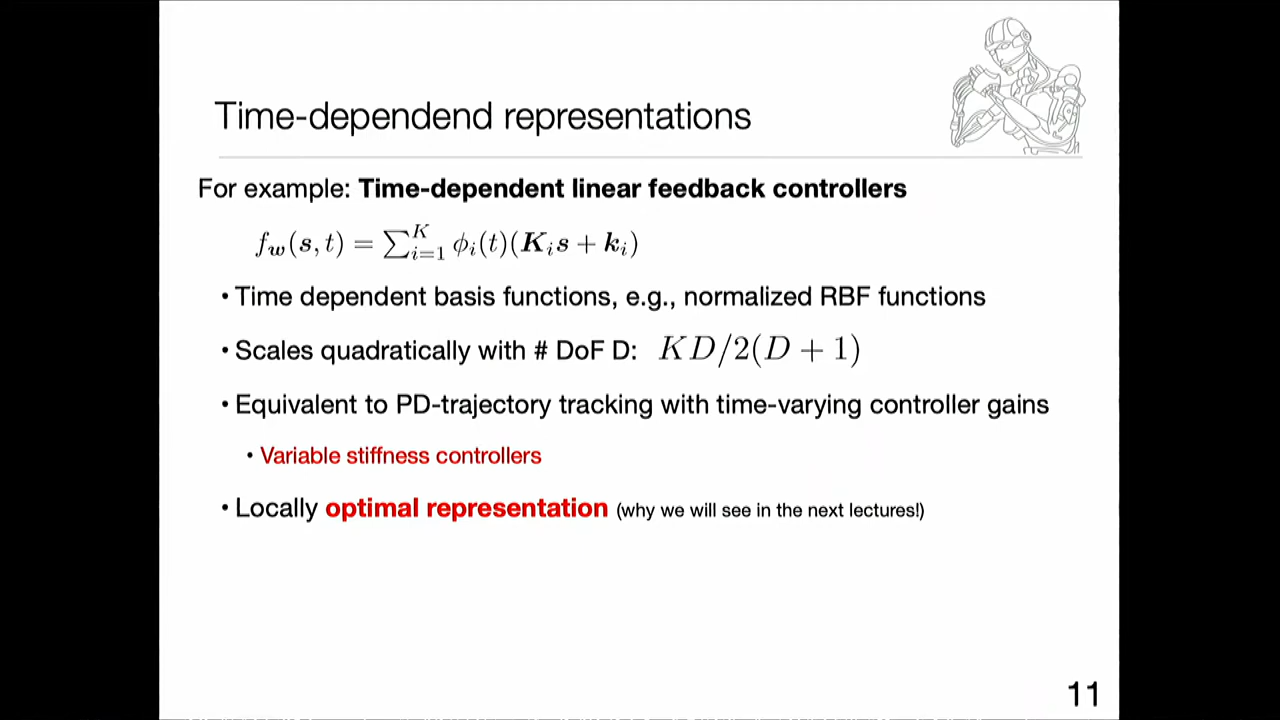 Time-dependend representations
For example: Time-dependent linear feedback controllers
f_w(s, t) = ∑_{i=1}^{K} ϕ_i(t)(K_i s + k_i)
• Time dependent basis functions, e.g., normalized RBF functions
• Scales quadratically with # DoF D: KD/2(D + 1)
• Equivalent to PD-trajectory tracking with time-varying controller gains
• Variable stiffness controllers
• Locally optimal representation (why we will see in the next lectures!)
11